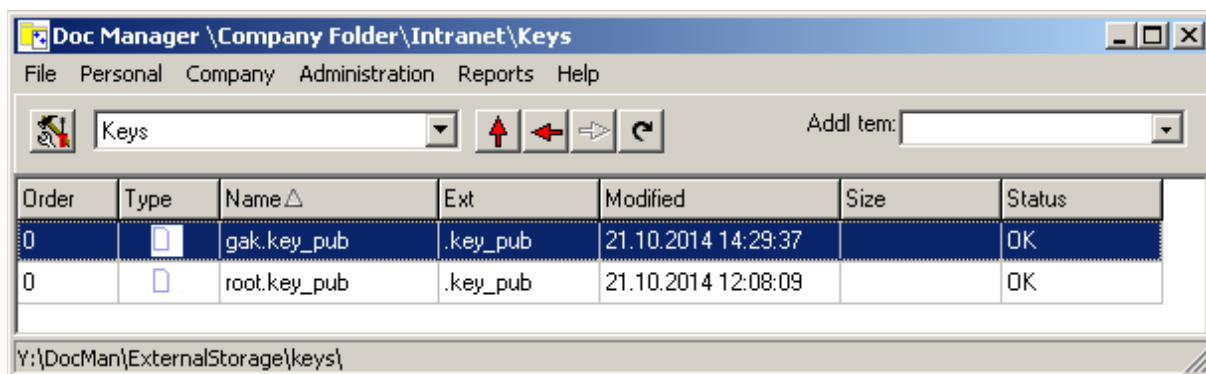 Doc Manager \Company Folder\Intranet\Keys
File Personal Company Administration Reports Help
Keys Addl tem:
Order Type Name Ext Modified Size Status
0 gak.key_pub .key_pub 21.10.2014 14:29:37 OK
0 root.key_pub .key_pub 21.10.2014 12:08:09 OK
Y:\DocMan\ExternalStorage\keys\